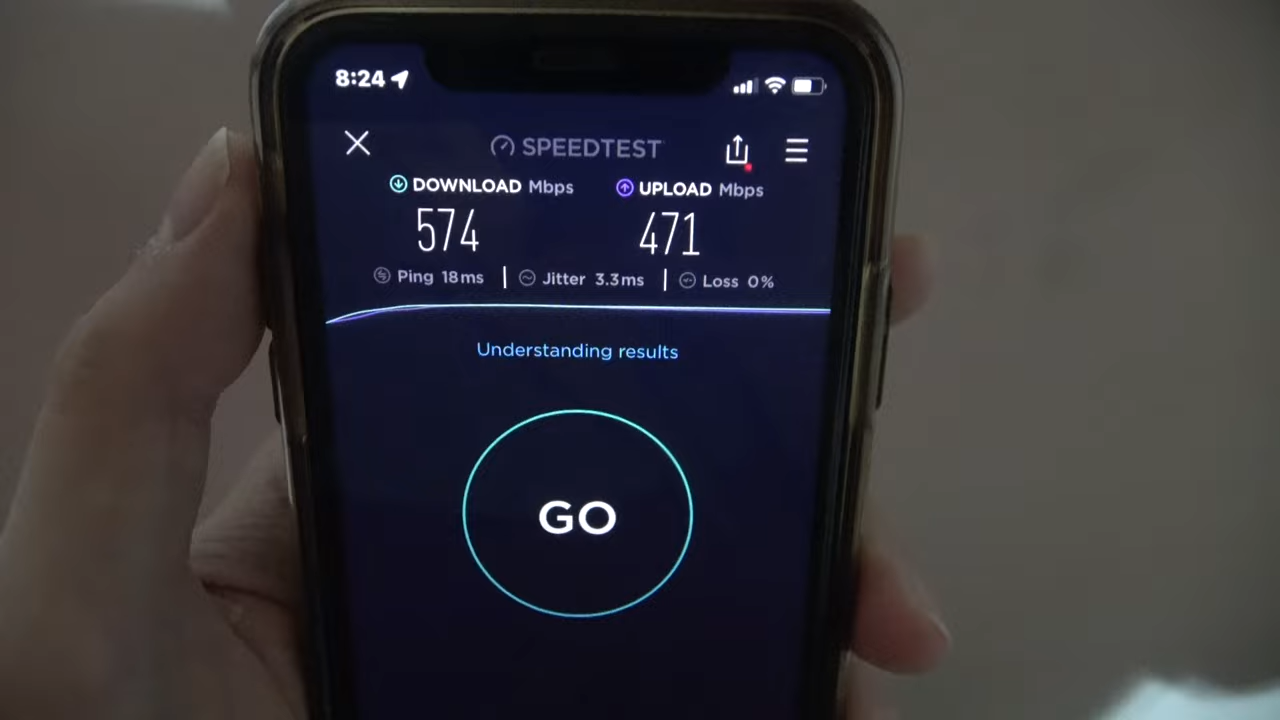 8:24
SPEEDTEST
DOWNLOAD Mbps UPLOAD Mbps
574 471
Ping 18ms Jitter 3.3ms Loss 0%
Understanding results
GO